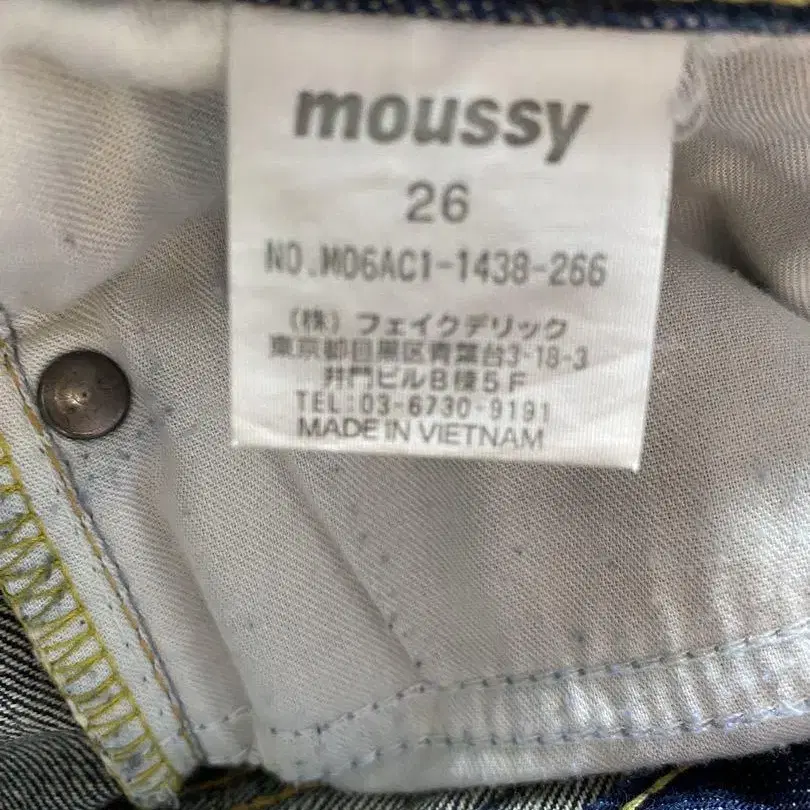 moussy
26
NO.M06AC1-1438-266
(株) フェイクデリック
東京都目黒区青葉台3-18-3
井門ビルB棟5F
TEL:03-6730-9191
MADE IN VIETNAM